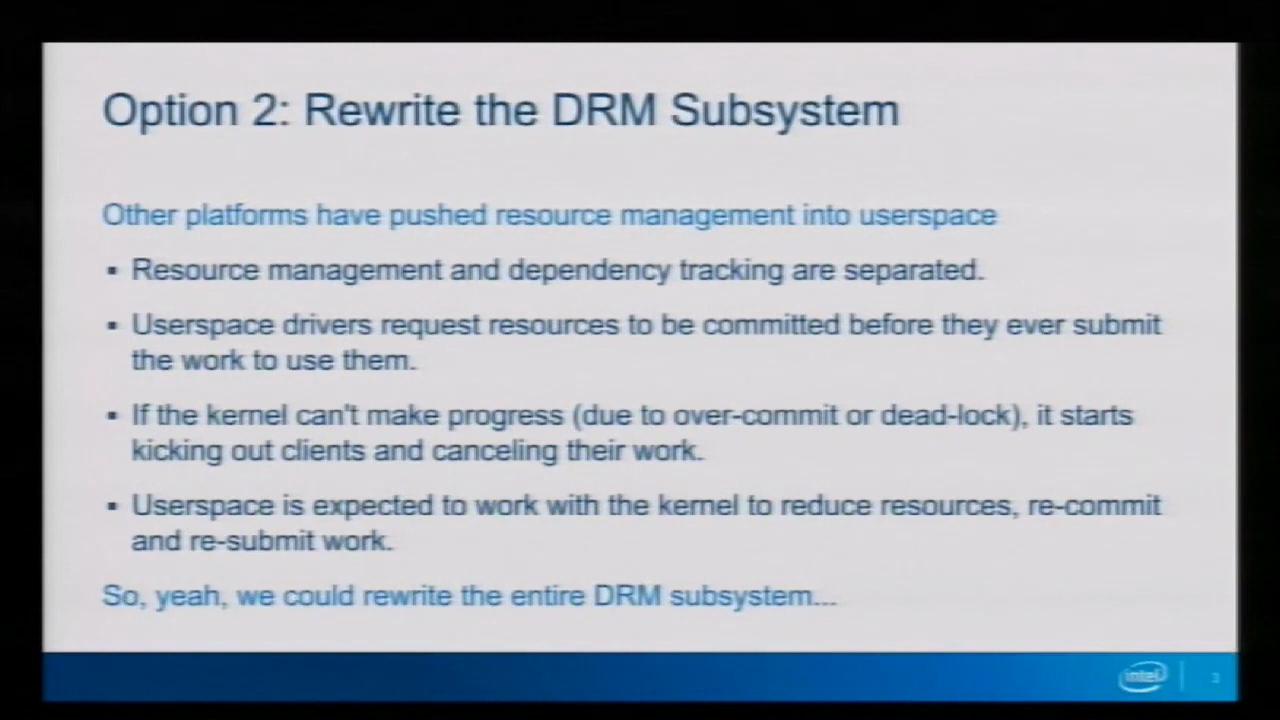 Option 2: Rewrite the DRM Subsystem
Other platforms have pushed resource management into userspace
▪ Resource management and dependency tracking are separated.
▪ Userspace drivers request resources to be committed before they ever submit
the work to use them.
▪ If the kernel can't make progress (due to over-commit or dead-lock), it starts
kicking out clients and canceling their work.
▪ Userspace is expected to work with the kernel to reduce resources, re-commit
and re-submit work.
So, yeah, we could rewrite the entire DRM subsystem...
intel